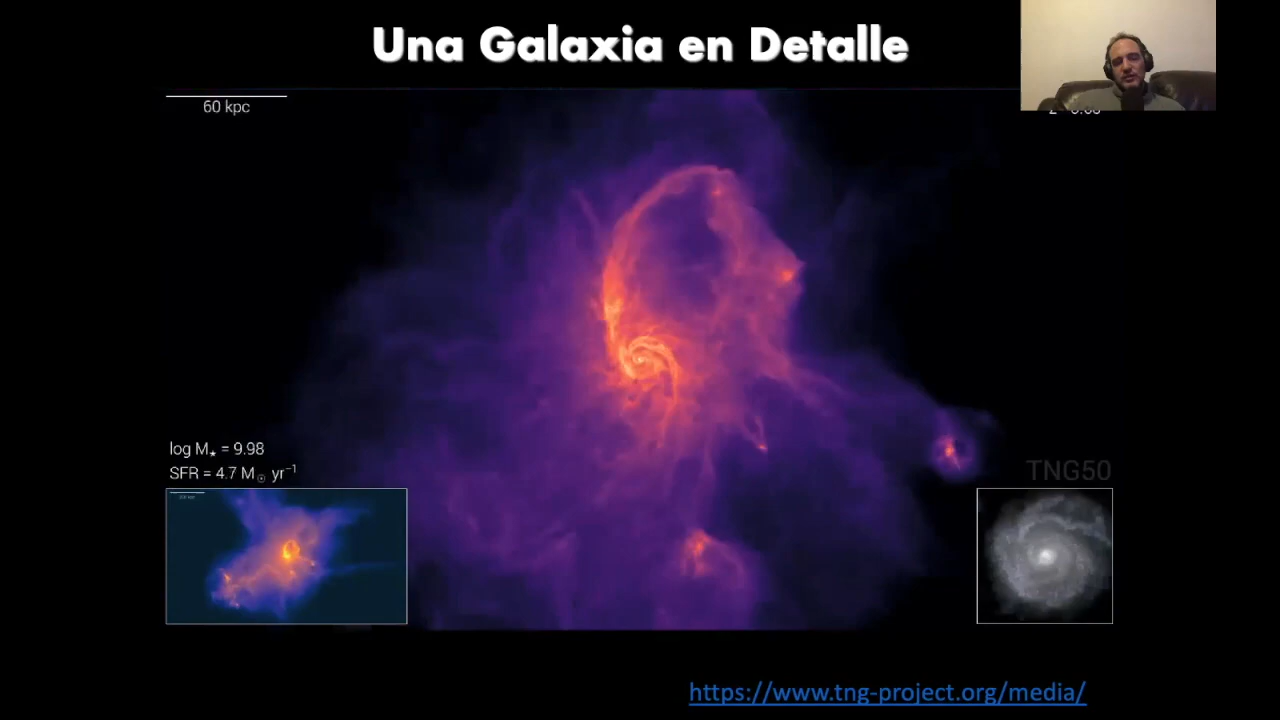 Una Galaxia en Detalle
60 kpc
log M⋆ = 9.98
SFR = 4.7 M⊙ yr⁻¹
TNG50
https://www.tng-project.org/media/